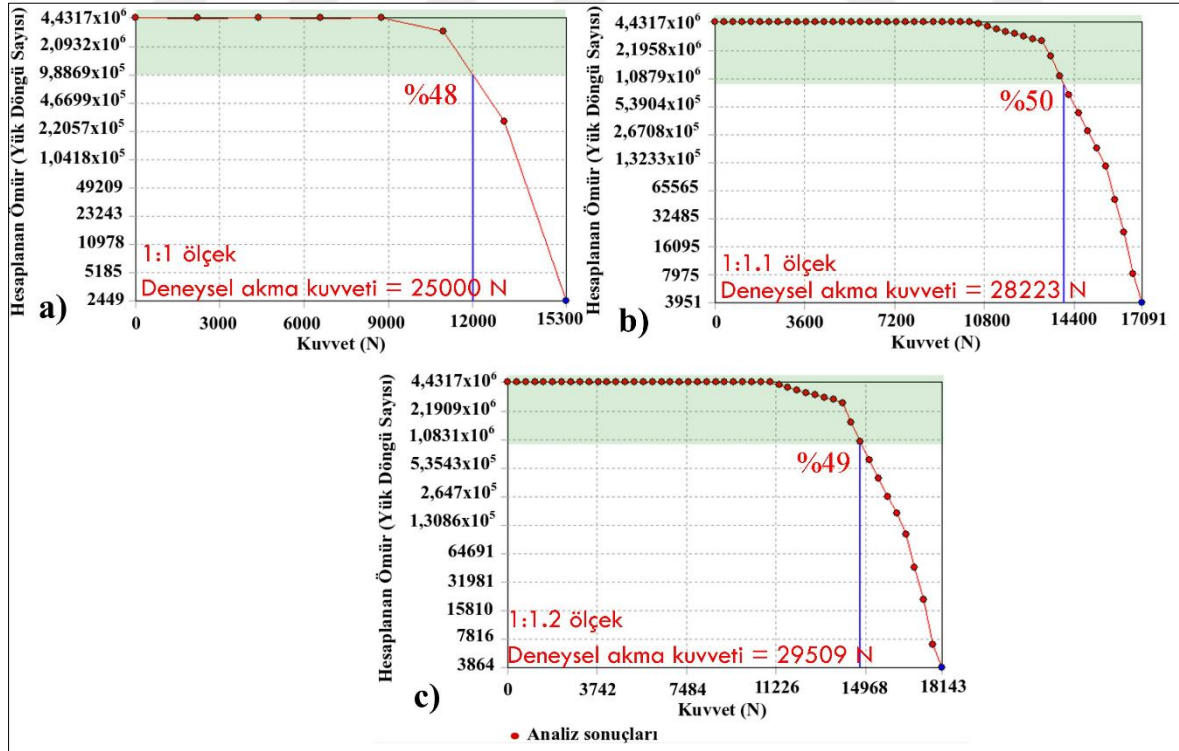 Hesaplanan Ömür (Yük Döngü Sayısı)
4,4317x10⁶
2,0932x10⁶
9,8869x10⁵
4,6699x10⁵
2,2057x10⁵
1,0418x10⁵
49209
23243
10978
5185
2449
%48
1:1 ölçek
Deneysel akma kuvveti = 25000 N
a)
0 3000 6000 9000 12000 15300
Kuvvet (N)
Hesaplanan Ömür (Yük Döngü Sayısı)
4,4317x10⁶
2,1958x10⁶
1,0879x10⁶
5,3904x10⁵
2,6708x10⁵
1,3233x10⁵
65565
32485
16095
7975
3951
%50
1:1.1 ölçek
Deneysel akma kuvveti = 28223 N
b)
0 3600 7200 10800 14400 17091
Kuvvet (N)
Hesaplanan Ömür (Yük Döngü Sayısı)
4,4317x10⁶
2,1909x10⁶
1,0831x10⁶
5,3543x10⁵
2,647x10⁵
1,3086x10⁵
64691
31981
15810
7816
3864
%49
1:1.2 ölçek
Deneysel akma kuvveti = 29509 N
c)
0 3742 7484 11226 14968 18143
Kuvvet (N)
Analiz sonuçları